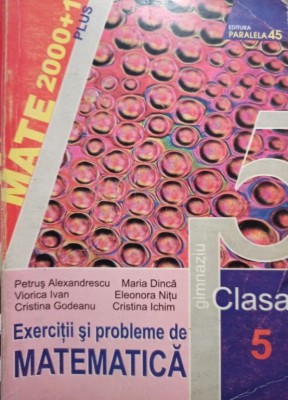 EDITURA
PARALELA 45
MATE 2000+1
PLUS
5
gimnaziu
Petruș Alexandrescu Maria Dincă
Viorica Ivan Eleonora Nițu
Cristina Godeanu Cristina Ichim
Clasa
5
Exerciții și probleme de
MATEMATICĂ